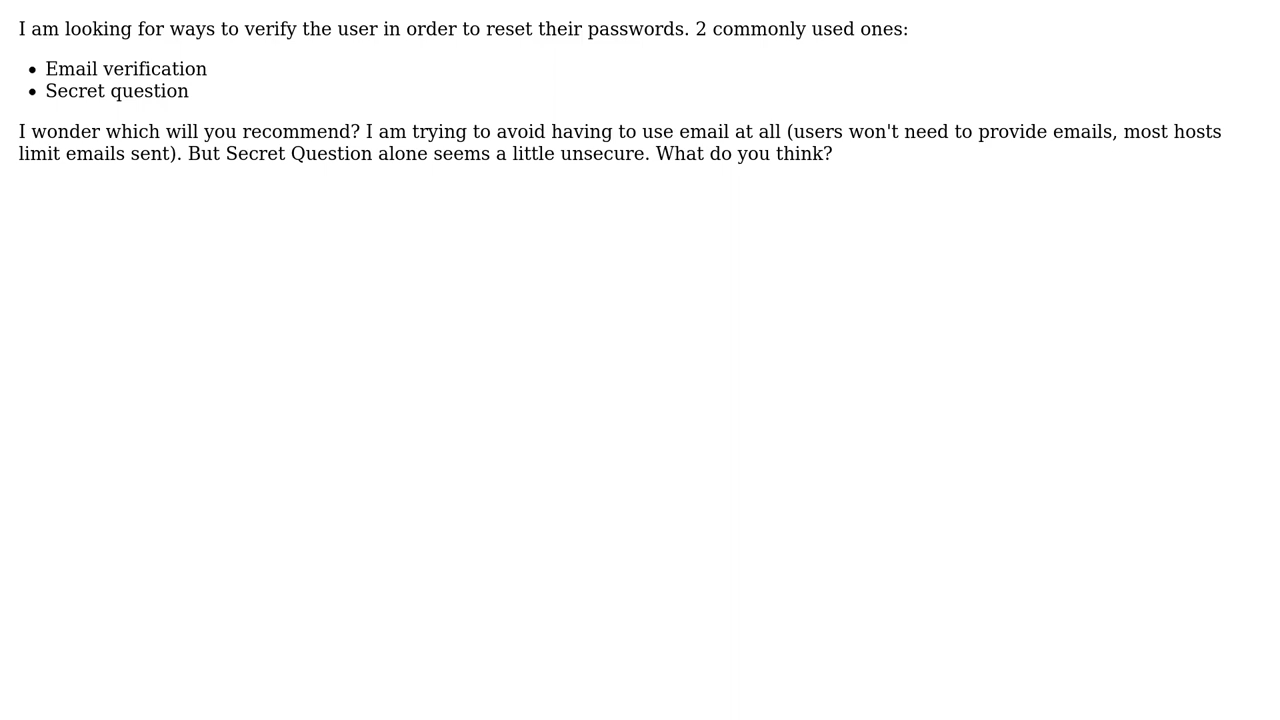 I am looking for ways to verify the user in order to reset their passwords. 2 commonly used ones:
• Email verification
• Secret question
I wonder which will you recommend? I am trying to avoid having to use email at all (users won't need to provide emails, most hosts
limit emails sent). But Secret Question alone seems a little unsecure. What do you think?